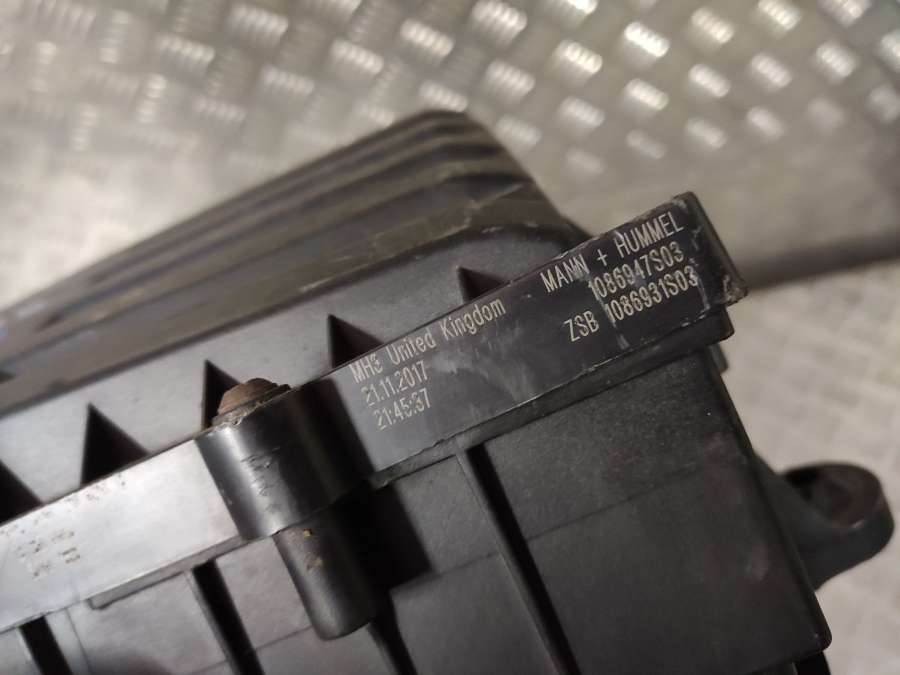 MANN + HUMMEL
1086947S03
ZSB 1086931S03
MH3 United Kingdom
21.11.2017
21:45:37